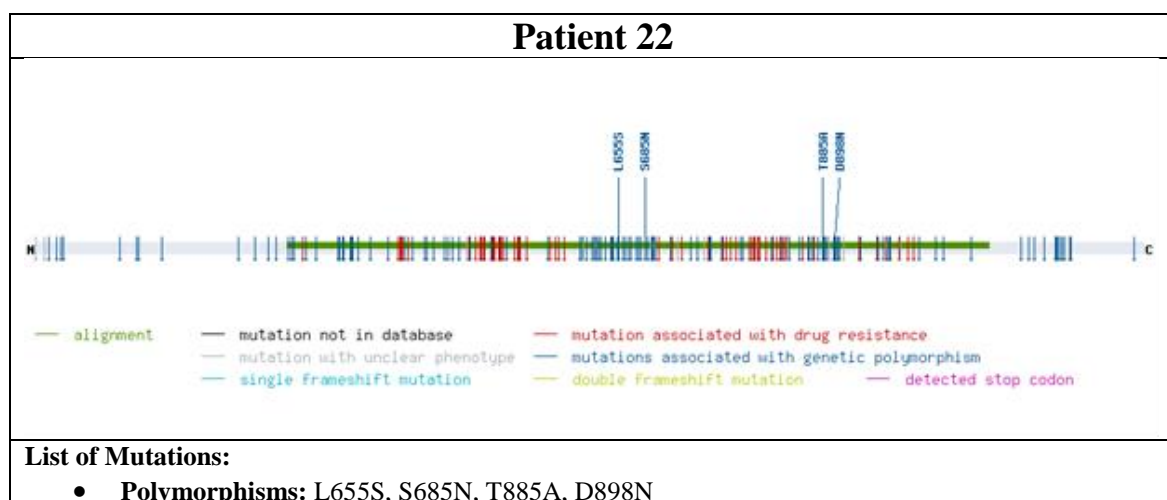 Patient 22
L655S
S685N
T885A
D898N
N
C
alignment
mutation not in database
mutation associated with drug resistance
mutation with unclear phenotype
mutations associated with genetic polymorphism
single frameshift mutation
double frameshift mutation
detected stop codon
List of Mutations:
• Polymorphisms: L655S, S685N, T885A, D898N